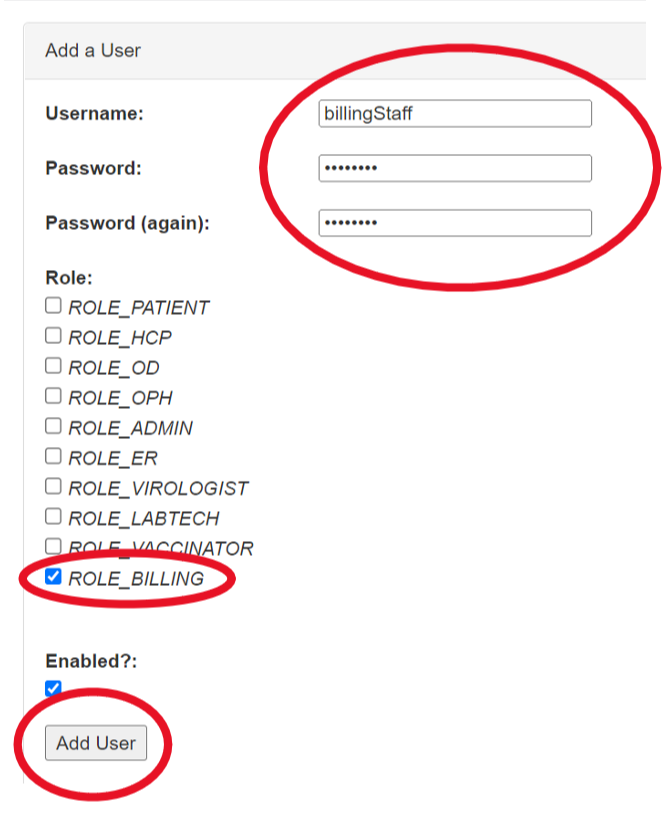 Add a User
Username: billingStaff
Password: ••••••••
Password (again): ••••••••
Role:
ROLE_PATIENT
ROLE_HCP
ROLE_OD
ROLE_OPH
ROLE_ADMIN
ROLE_ER
ROLE_VIROLOGIST
ROLE_LABTECH
ROLE_VACCINATOR
ROLE_BILLING
Enabled?:
Add User